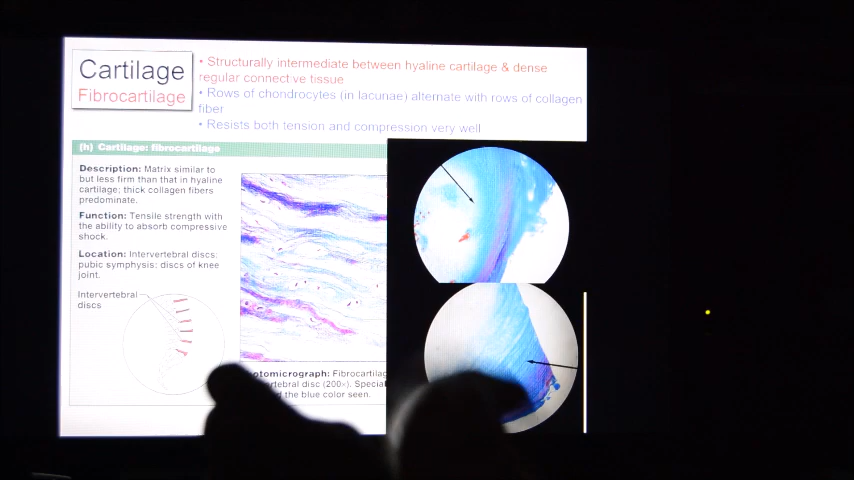 Cartilage
Fibrocartilage
• Structurally intermediate between hyaline cartilage & dense
regular connective tissue
• Rows of chondrocytes (in lacunae) alternate with rows of collagen
fiber
• Resists both tension and compression very well
(h) Cartilage: fibrocartilage
Description: Matrix similar to
but less firm than that in hyaline
cartilage; thick collagen fibers
predominate.
Function: Tensile strength with
the ability to absorb compressive
shock.
Location: Intervertebral discs;
pubic symphysis; discs of knee
joint.
Intervertebral
discs
otomicrograph: Fibrocartilag
rtebral disc (200×). Special
d the blue color seen.